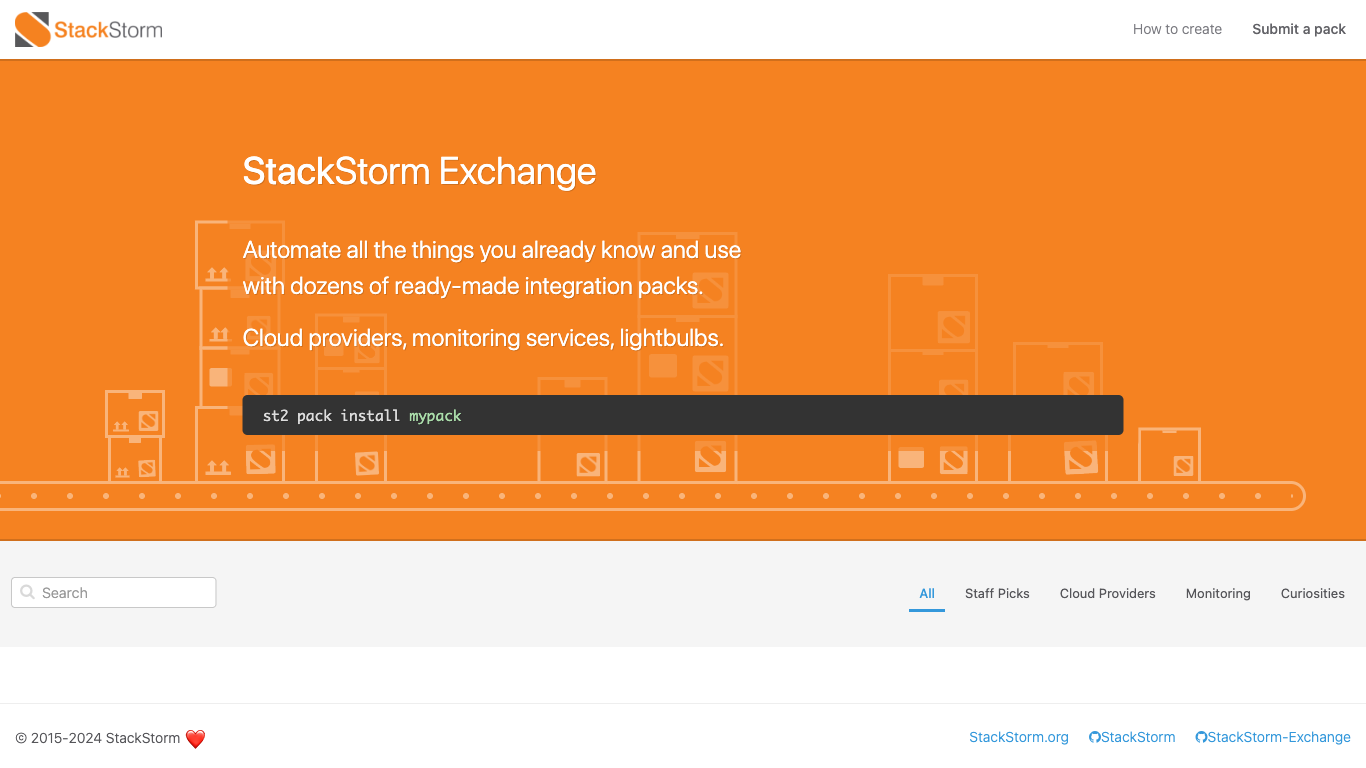 StackStorm
How to create
Submit a pack
StackStorm Exchange
Automate all the things you already know and use
with dozens of ready-made integration packs.
Cloud providers, monitoring services, lightbulbs.
st2 pack install mypack
Search
All
Staff Picks
Cloud Providers
Monitoring
Curiosities
© 2015-2024 StackStorm ❤️
StackStorm.org
StackStorm
StackStorm-Exchange